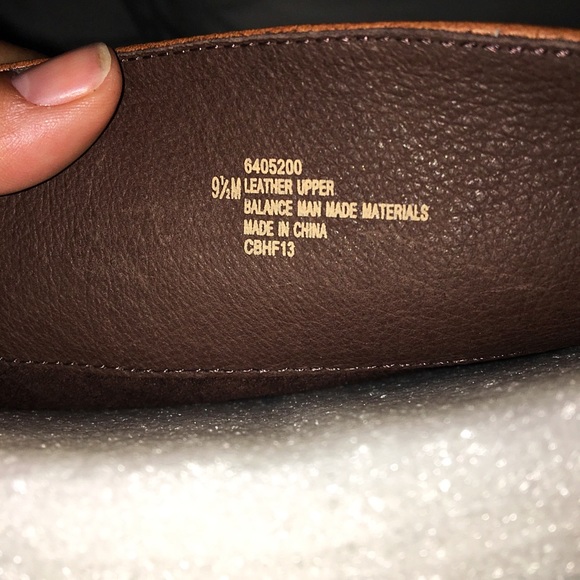 6405200
9½M LEATHER UPPER
BALANCE MAN MADE MATERIALS
MADE IN CHINA
CBHF13